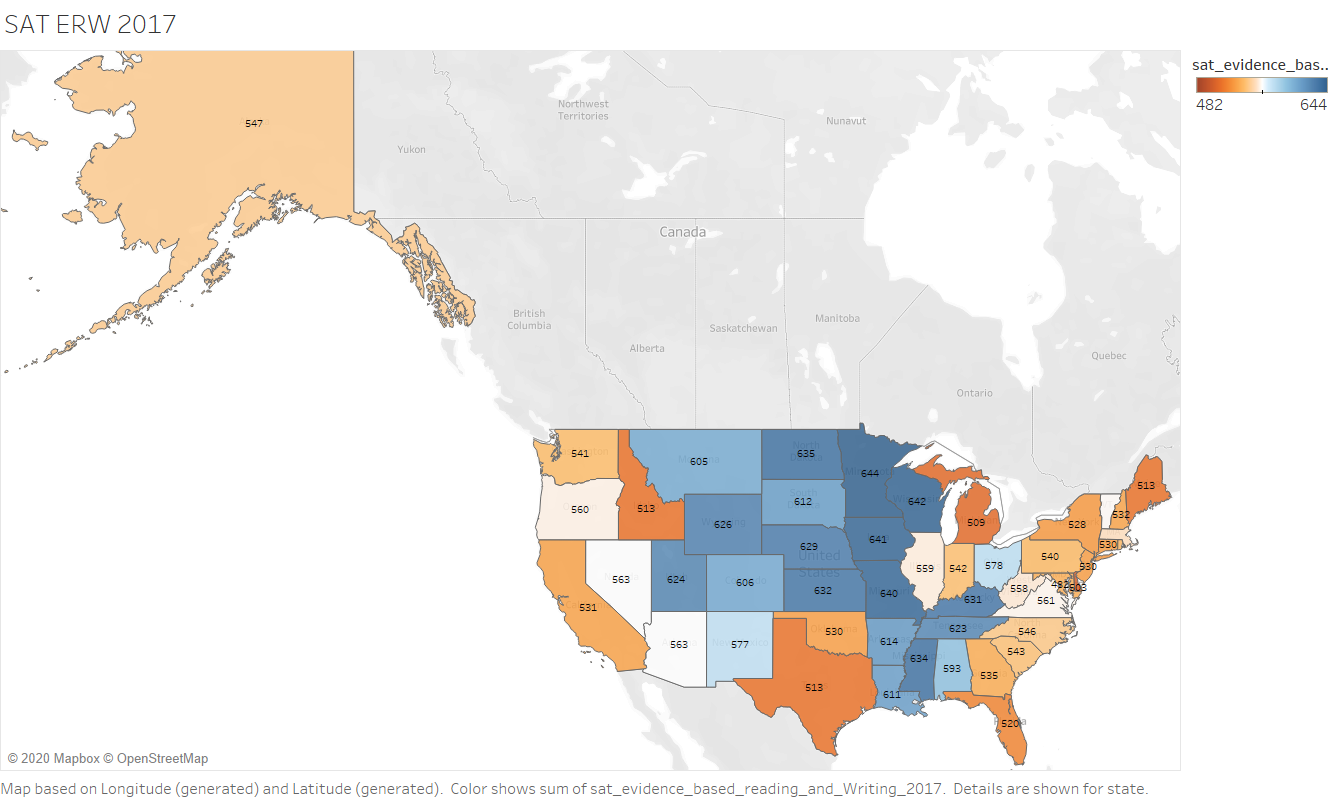 SAT ERW 2017
sat_evidence_bas..
482
644
547
Northwest
Territories
Nunavut
Yukon
Canada
British
Columbia
Alberta
Saskatchewan
Manitoba
Ontario
Quebec
541
605
635
644
642
509
513
532
528
530
560
513
626
612
641
540
530
629
United
States
559
542
578
558
503
561
531
563
624
606
632
640
631
563
577
530
614
623
546
543
513
611
634
593
535
520
© 2020 Mapbox © OpenStreetMap
Map based on Longitude (generated) and Latitude (generated). Color shows sum of sat_evidence_based_reading_and_Writing_2017. Details are shown for state.